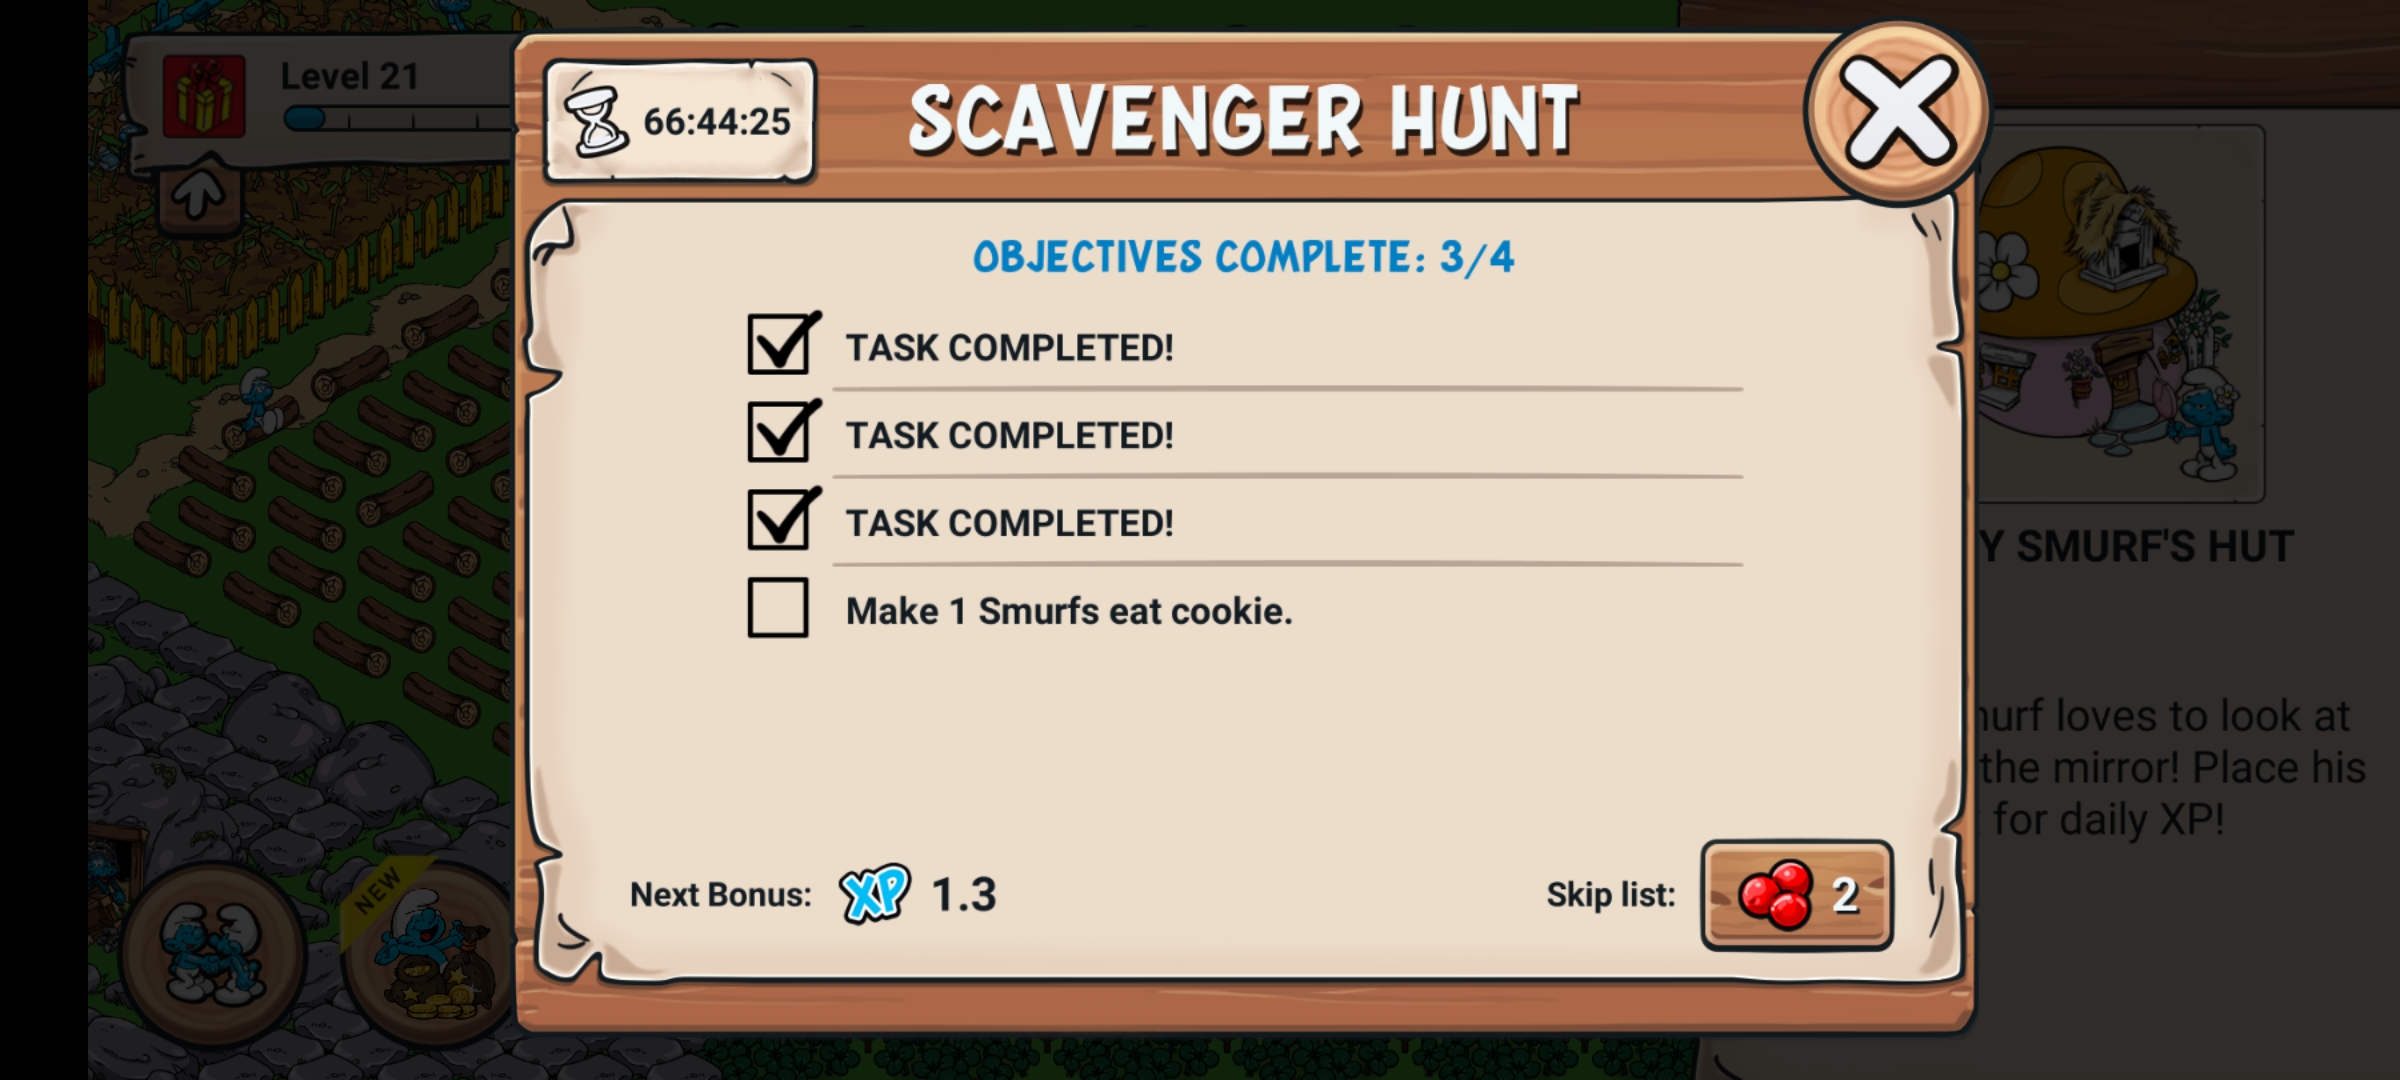 Level 21
66:44:25
SCAVENGER HUNT
OBJECTIVES COMPLETE: 3/4
TASK COMPLETED!
TASK COMPLETED!
TASK COMPLETED!
Make 1 Smurfs eat cookie.
Next Bonus: XP 1.3
Skip list: 2
NEW
Y SMURF'S HUT
loves to look at
the mirror! Place his
for daily XP!